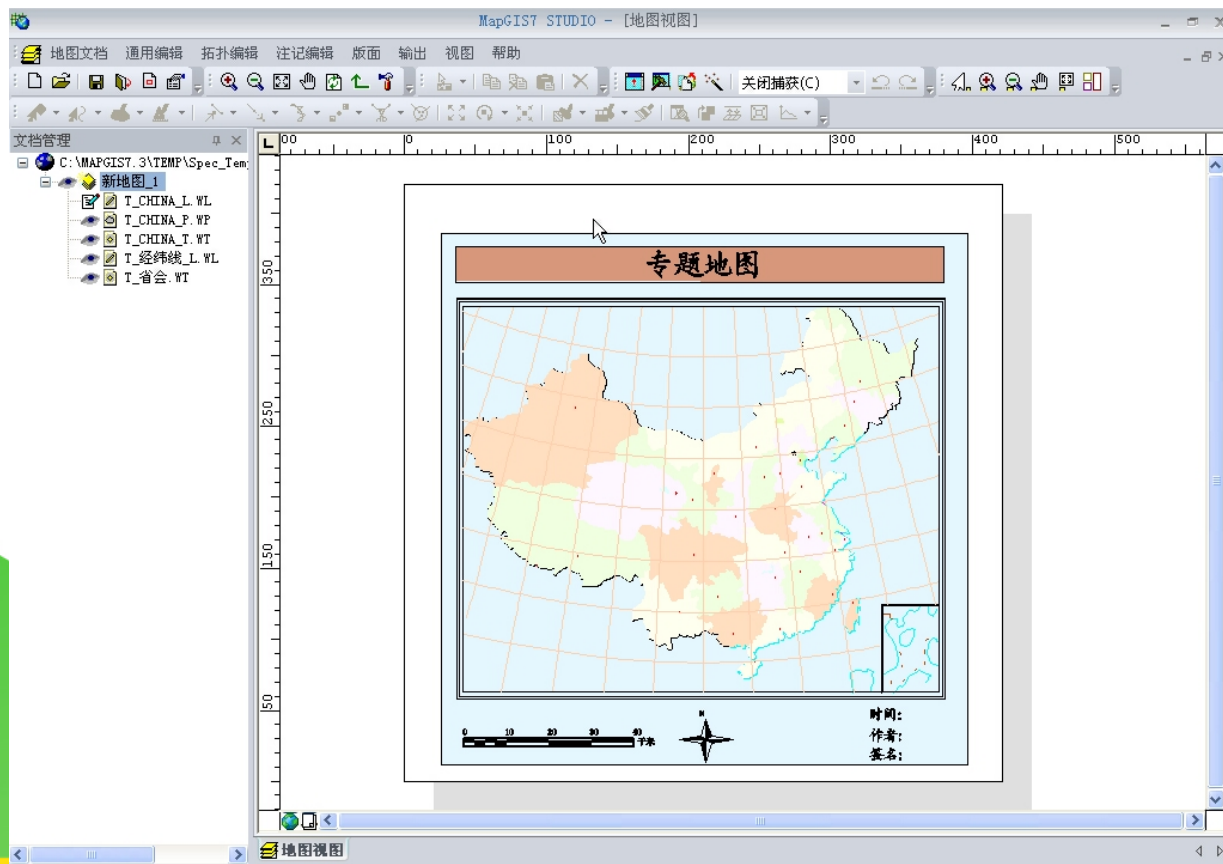 MapGIS7 STUDIO - [地图视图]
地图文档 通用编辑 拓扑编辑 注记编辑 版面 输出 视图 帮助
关闭捕获(C)
文档管理
C:\MAPGIS7.3\TEMP\Spec_Tem
新地图_1
T_CHINA_L.WL
T_CHINA_P.WP
T_CHINA_T.WT
T_经纬线_L.WL
T_省会.WT
L 00 0 100 200 300 400 500
350
250
150
50
专题地图
N
0 10 20 30 40
千米
时间:
作者:
签名:
地图视图